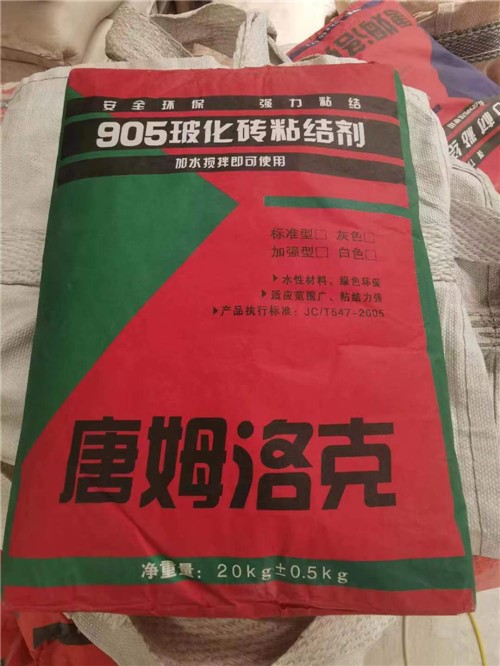 安全环保 强力粘结
905玻化砖粘结剂
加水搅拌即可使用
标准型□ 灰色□
加强型□ 白色□
▶水性材料、绿色环保
▶适应范围广、粘结力强
▶产品执行标准：JC/T547-2005
唐姆洛克
净重量：20kg±0.5kg